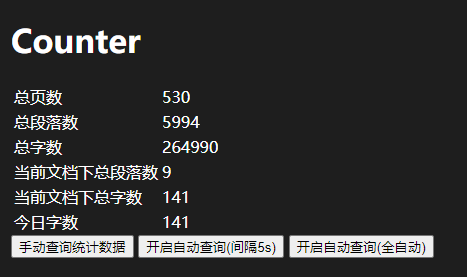 Counter
总页数 530
总段落数 5994
总字数 264990
当前文档下总段落数 9
当前文档下总字数 141
今日字数 141
手动查询统计数据 开启自动查询(间隔5s) 开启自动查询(全自动)